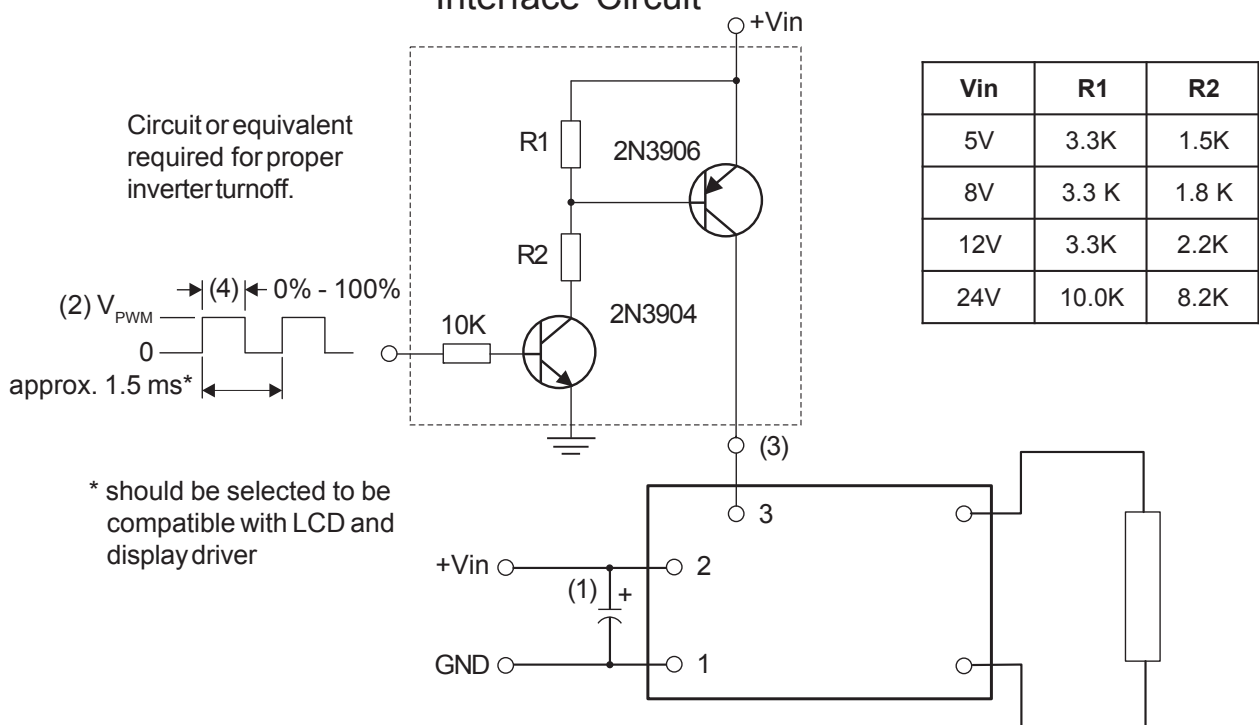 Interface Circuit
+Vin
Circuit or equivalent
required for proper
inverter turnoff.
R1
2N3906
R2
2N3904
10K
(4) 0% - 100%
(2) VPWM
0
approx. 1.5 ms*
(3)
* should be selected to be
compatible with LCD and
display driver
3
+Vin
2
(1) +
GND
1
Vin R1 R2
5V 3.3K 1.5K
8V 3.3 K 1.8 K
12V 3.3K 2.2K
24V 10.0K 8.2K